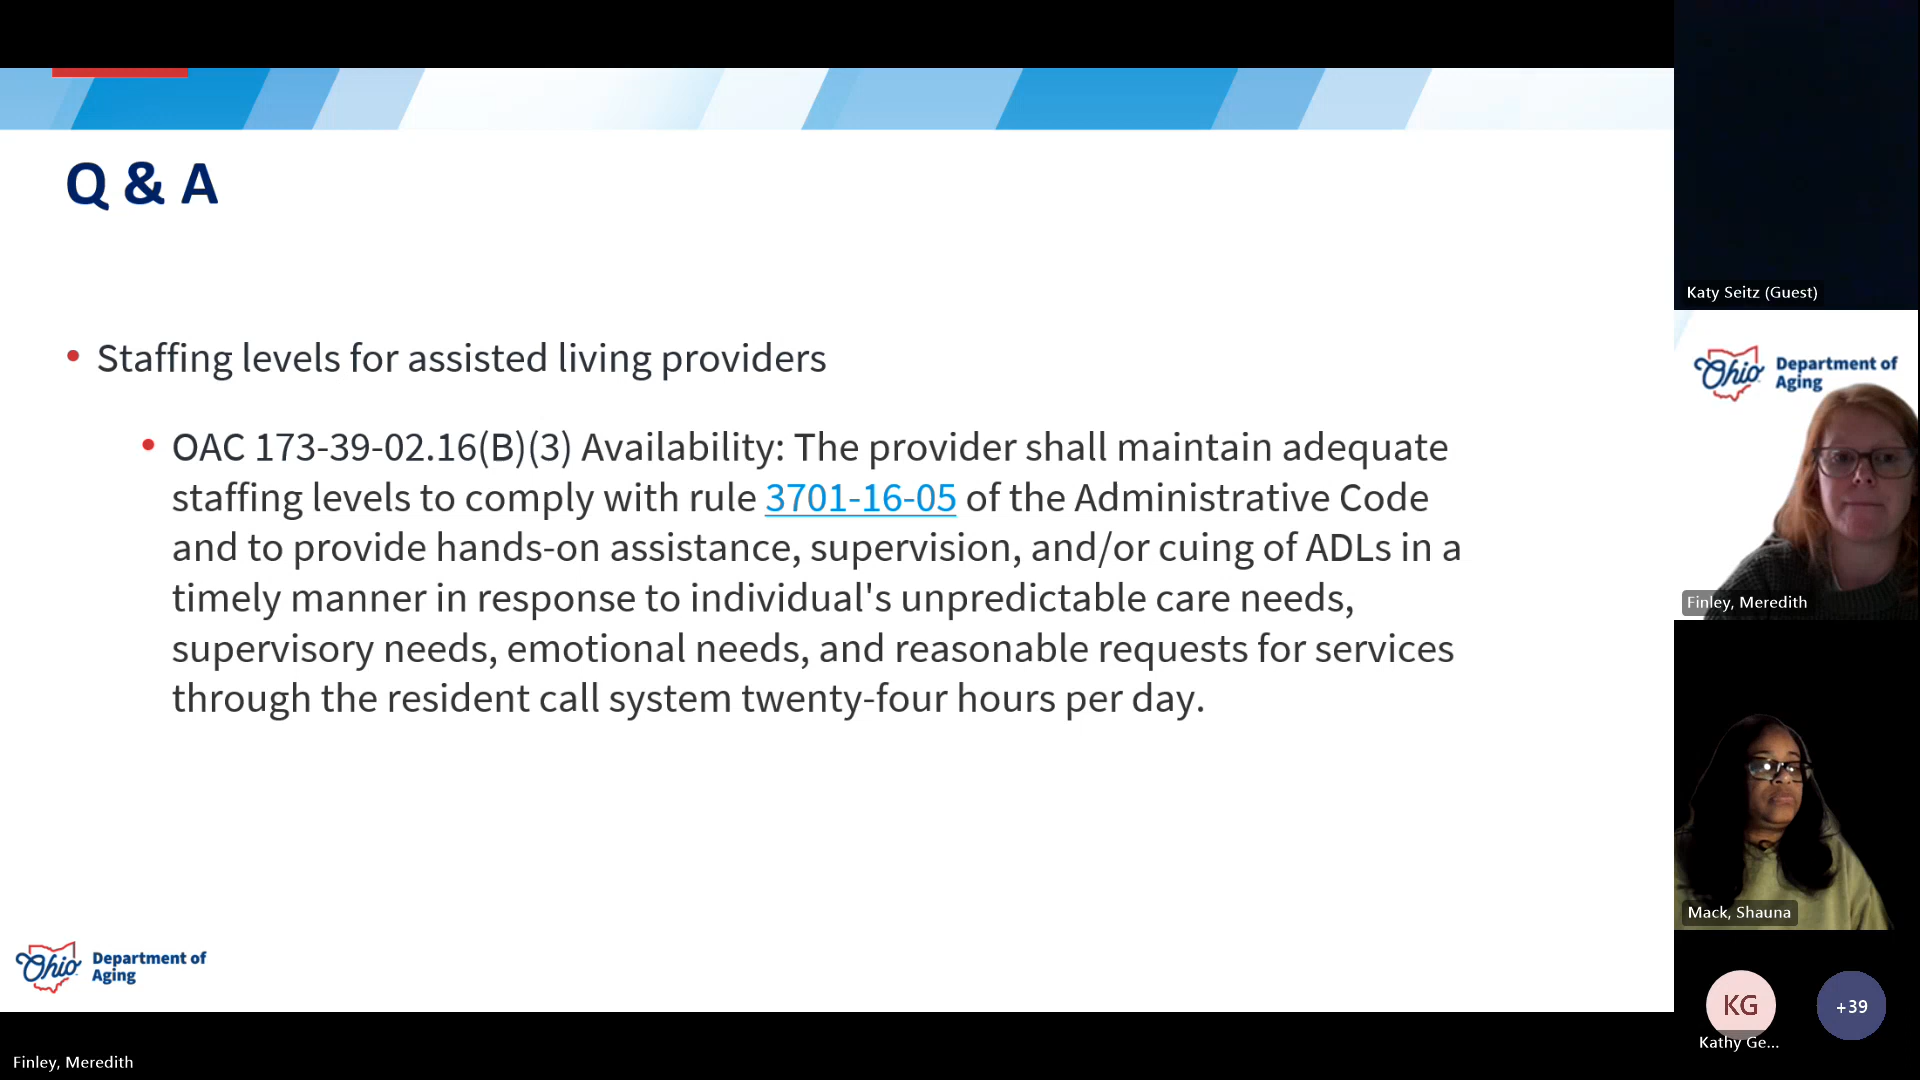 Q & A
• Staffing levels for assisted living providers
• OAC 173-39-02.16(B)(3) Availability: The provider shall maintain adequate
staffing levels to comply with rule 3701-16-05 of the Administrative Code
and to provide hands-on assistance, supervision, and/or cuing of ADLs in a
timely manner in response to individual's unpredictable care needs,
supervisory needs, emotional needs, and reasonable requests for services
through the resident call system twenty-four hours per day.
Ohio
Department of
Aging
Finley, Meredith
Katy Seitz (Guest)
Ohio
Department of
Aging
Finley, Meredith
Mack, Shauna
KG
+39
Kathy Ge...